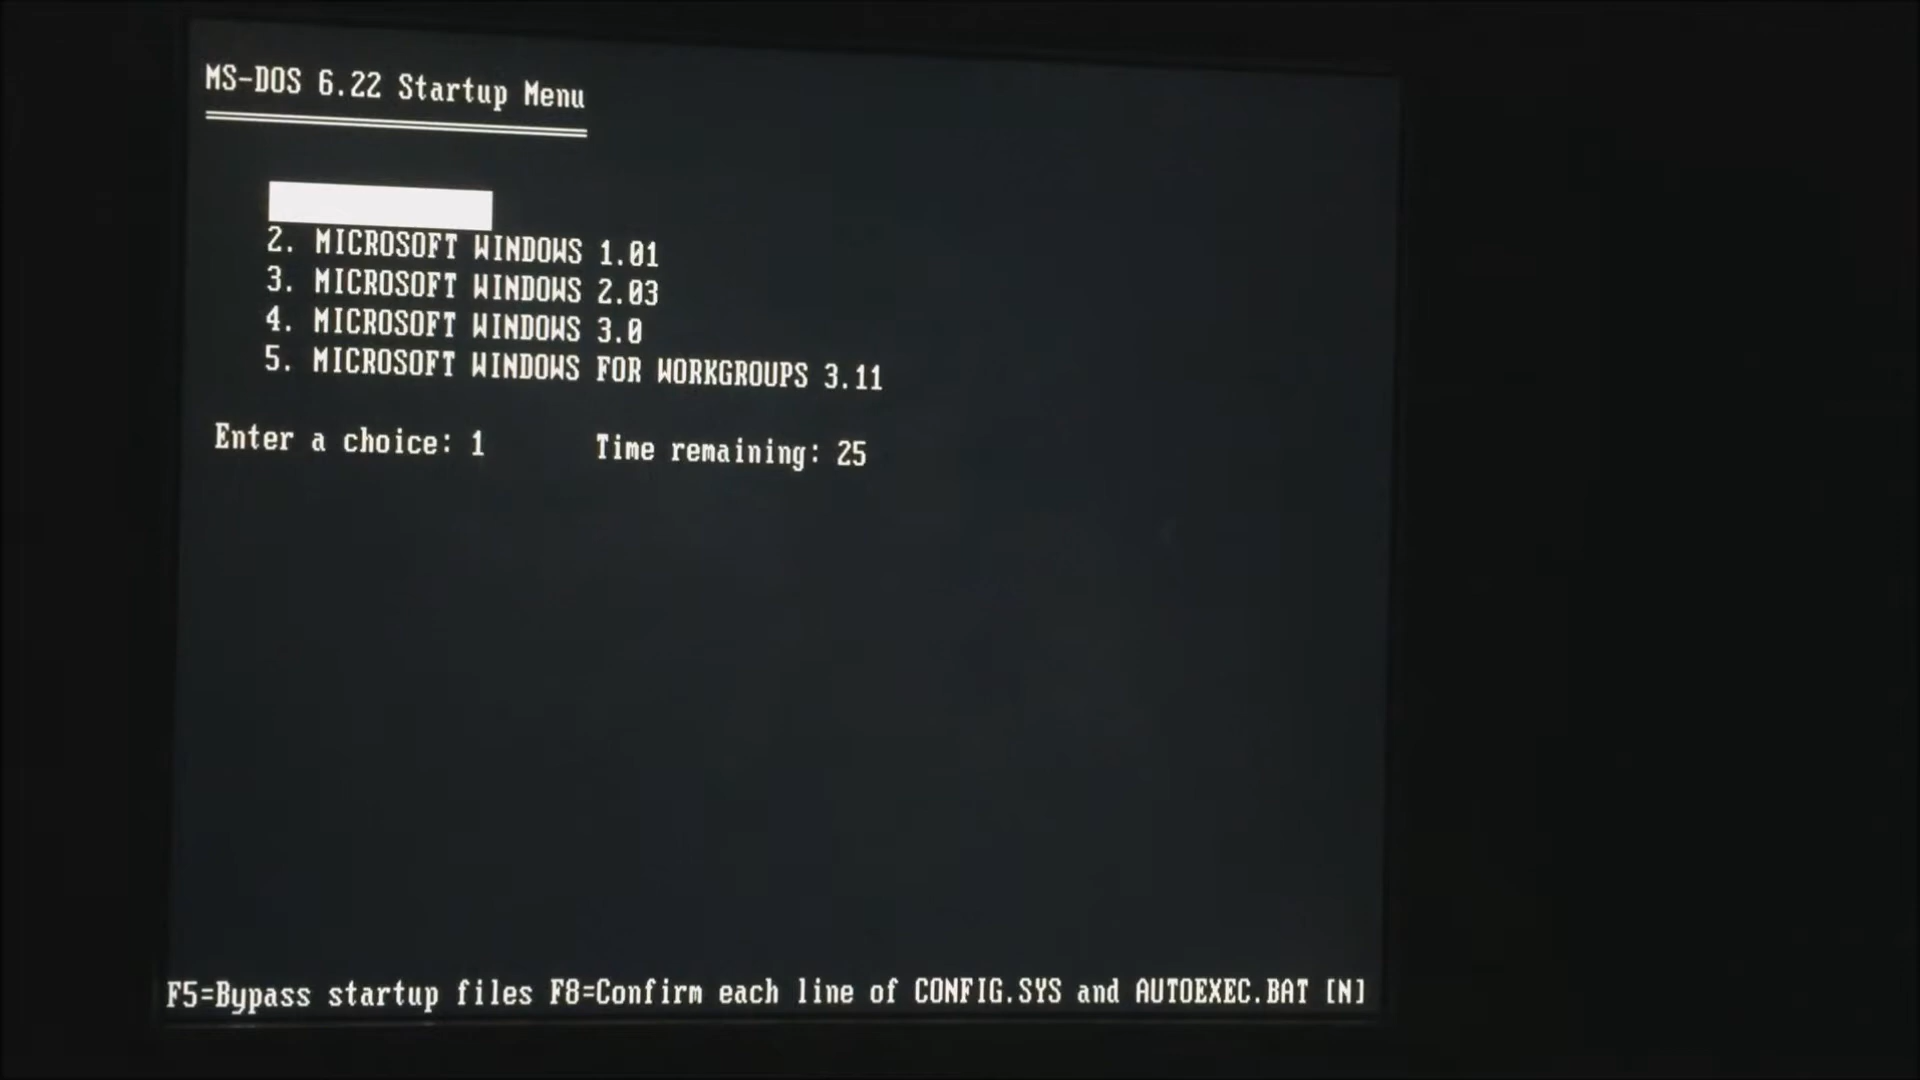 MS-DOS 6.22 Startup Menu
2. MICROSOFT WINDOWS 1.01
3. MICROSOFT WINDOWS 2.03
4. MICROSOFT WINDOWS 3.0
5. MICROSOFT WINDOWS FOR WORKGROUPS 3.11
Enter a choice: 1 Time remaining: 25
F5=Bypass startup files F8=Confirm each line of CONFIG.SYS and AUTOEXEC.BAT [N]